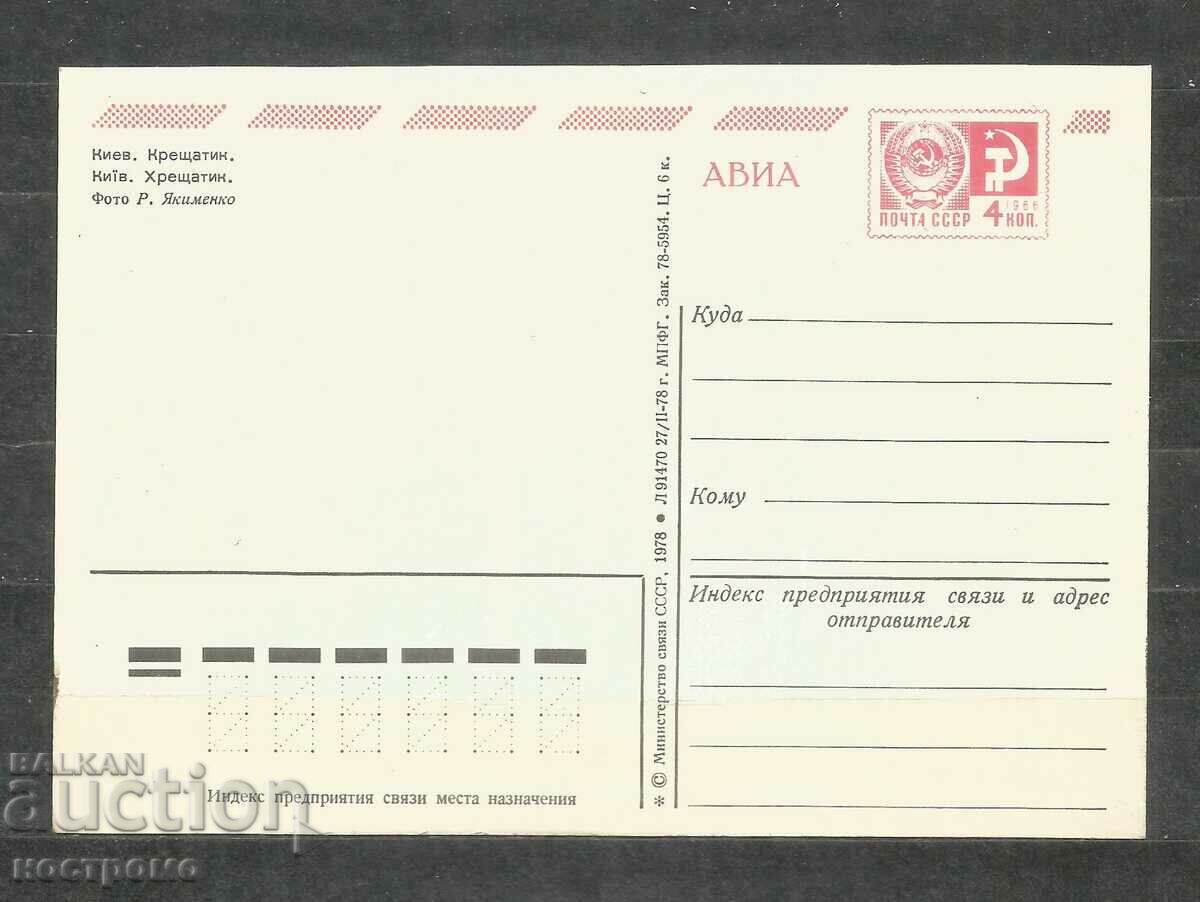 Киев. Крещатик.
Київ. Хрещатик.
Фото Р. Якименко
АВИА
1966
ПОЧТА СССР 4 КОП.
* © Министерство связи СССР, 1978 ● Л 91470 27/II-78 г. МПФГ. Зак. 78-5954. Ц. 6 к.
Куда
Кому
Индекс предприятия связи и адрес
отправителя
Индекс предприятия связи места назначения
BALKAN
auction
костромо